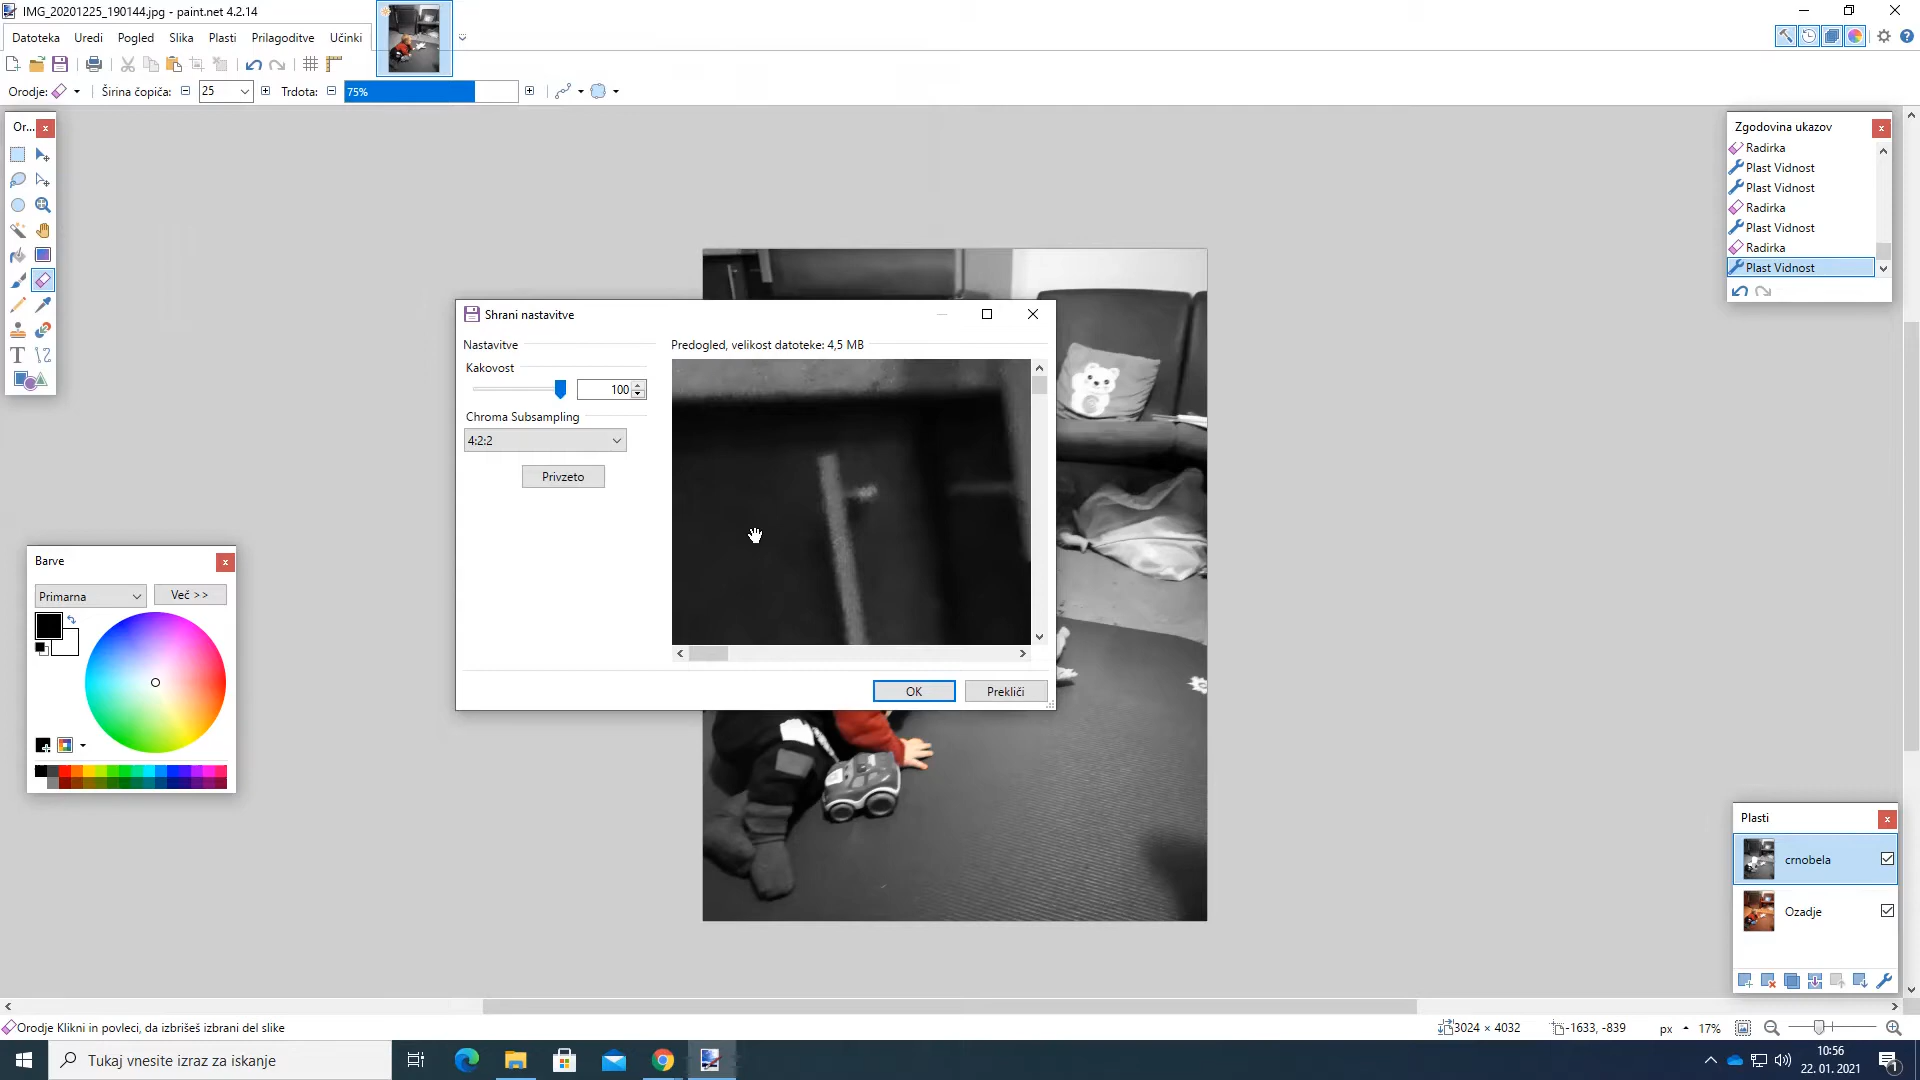 IMG_20201225_190144.jpg - paint.net 4.2.14
Datoteka Uredi Pogled Slika Plasti Prilagoditve Učinki
Orodje: Širina čopiča: 25 Trdota: 75%
Or...
Zgodovina ukazov
Radirka
Plast Vidnost
Plast Vidnost
Radirka
Plast Vidnost
Radirka
Plast Vidnost
Shrani nastavitve
Nastavitve
Predogled, velikost datoteke: 4,5 MB
Kakovost
100
Chroma Subsampling
4:2:2
Privzeto
OK Prekliči
Barve
Primarna Več >>
Plasti
crnobela
Ozadje
Orodje Klikni in povleci, da izbrišeš izbrani del slike
3024 × 4032 -1633, -839 px 17%
Tukaj vnesite izraz za iskanje
10:56
22. 01. 2021
1